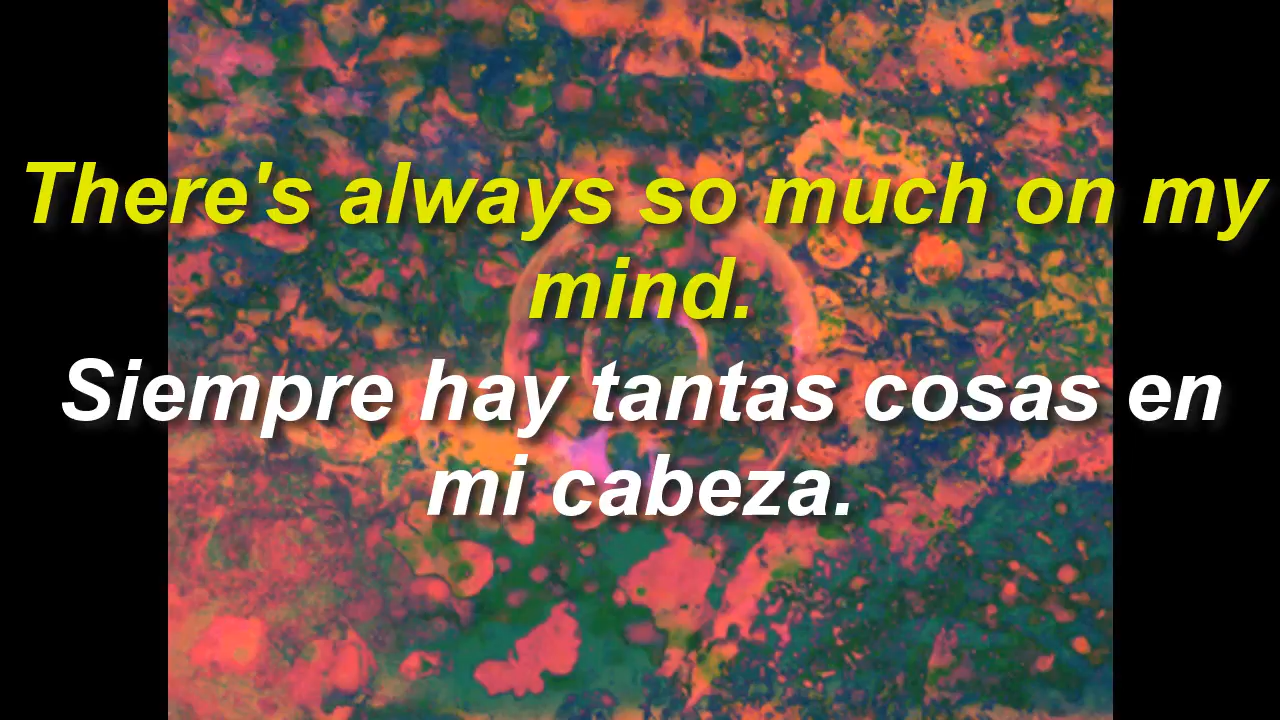 There's always so much on my
mind.
Siempre hay tantas cosas en
mi cabeza.